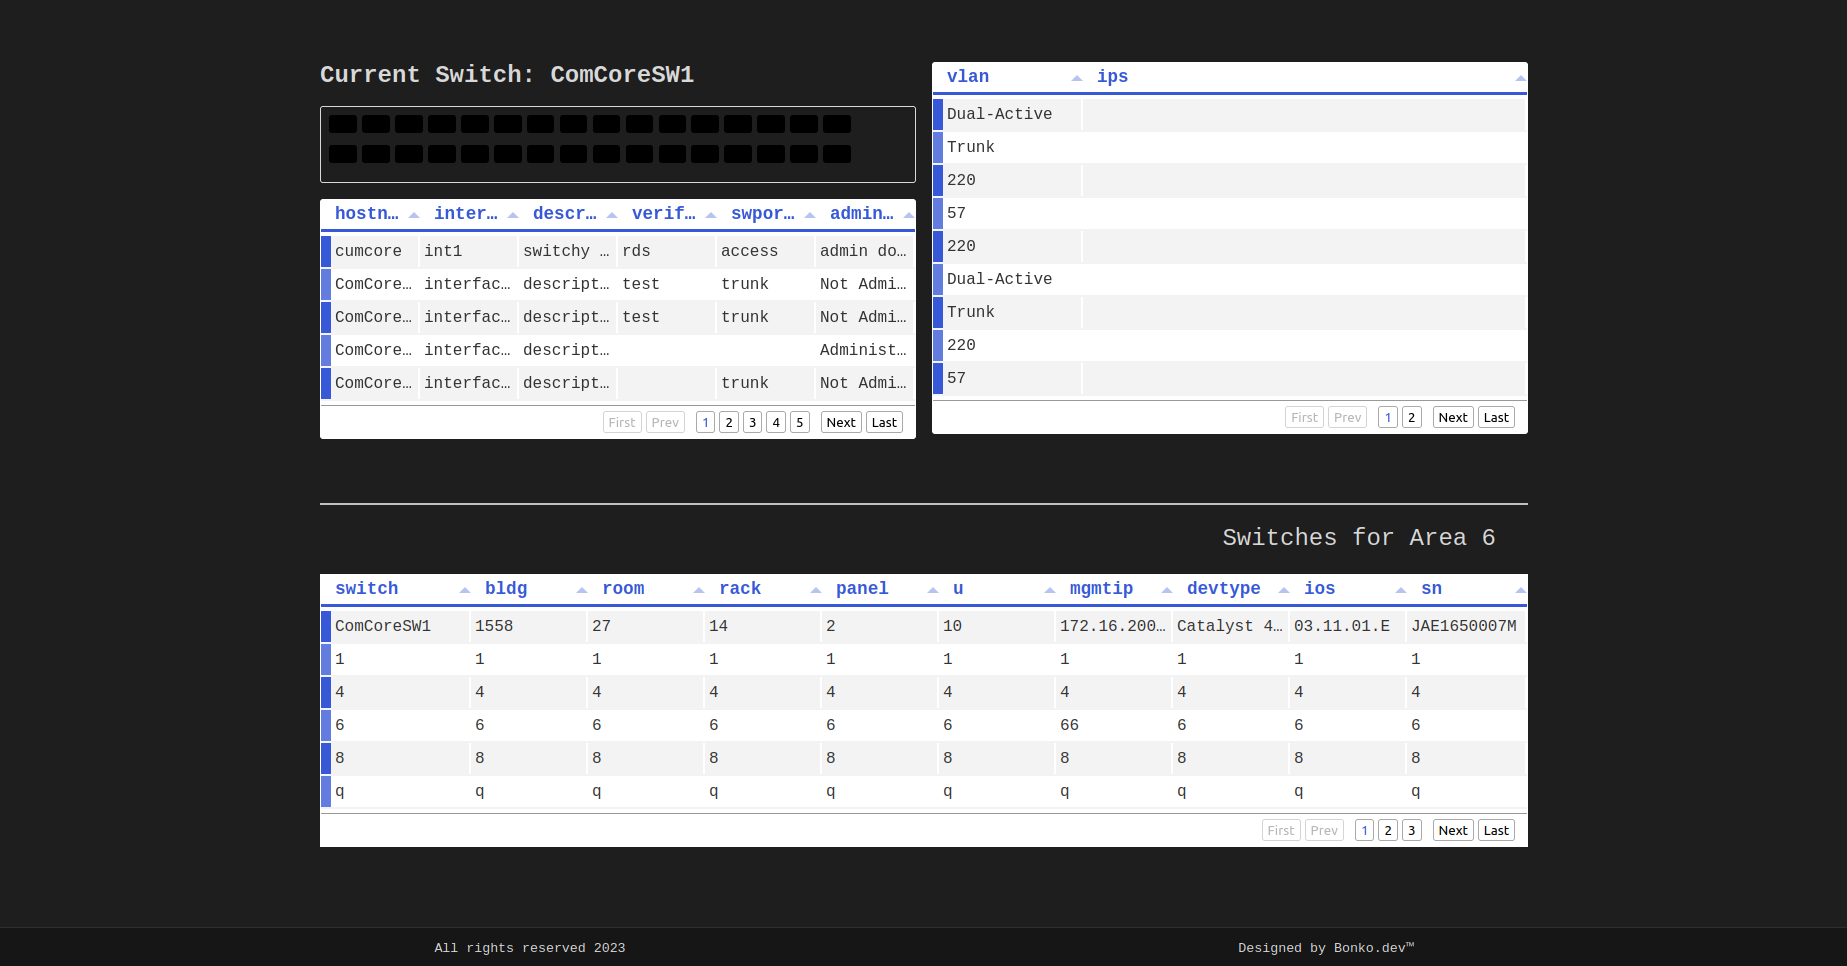 Current Switch: ComCoreSW1
hostn… inter… descr… verif… swpor… admin…
cumcore int1 switchy … rds access admin do…
ComCore… interfac… descript… test trunk Not Admi…
ComCore… interfac… descript… test trunk Not Admi…
ComCore… interfac… descript… Administ…
ComCore… interfac… descript… trunk Not Admi…
First Prev 1 2 3 4 5 Next Last
vlan ips
Dual-Active
Trunk
220
57
220
Dual-Active
Trunk
220
57
First Prev 1 2 Next Last
Switches for Area 6
switch bldg room rack panel u mgmtip devtype ios sn
ComCoreSW1 1558 27 14 2 10 172.16.200… Catalyst 4… 03.11.01.E JAE1650007M
1 1 1 1 1 1 1 1 1 1
4 4 4 4 4 4 4 4 4 4
6 6 6 6 6 6 66 6 6 6
8 8 8 8 8 8 8 8 8 8
q q q q q q q q q q
First Prev 1 2 3 Next Last
All rights reserved 2023 Designed by Bonko.dev™